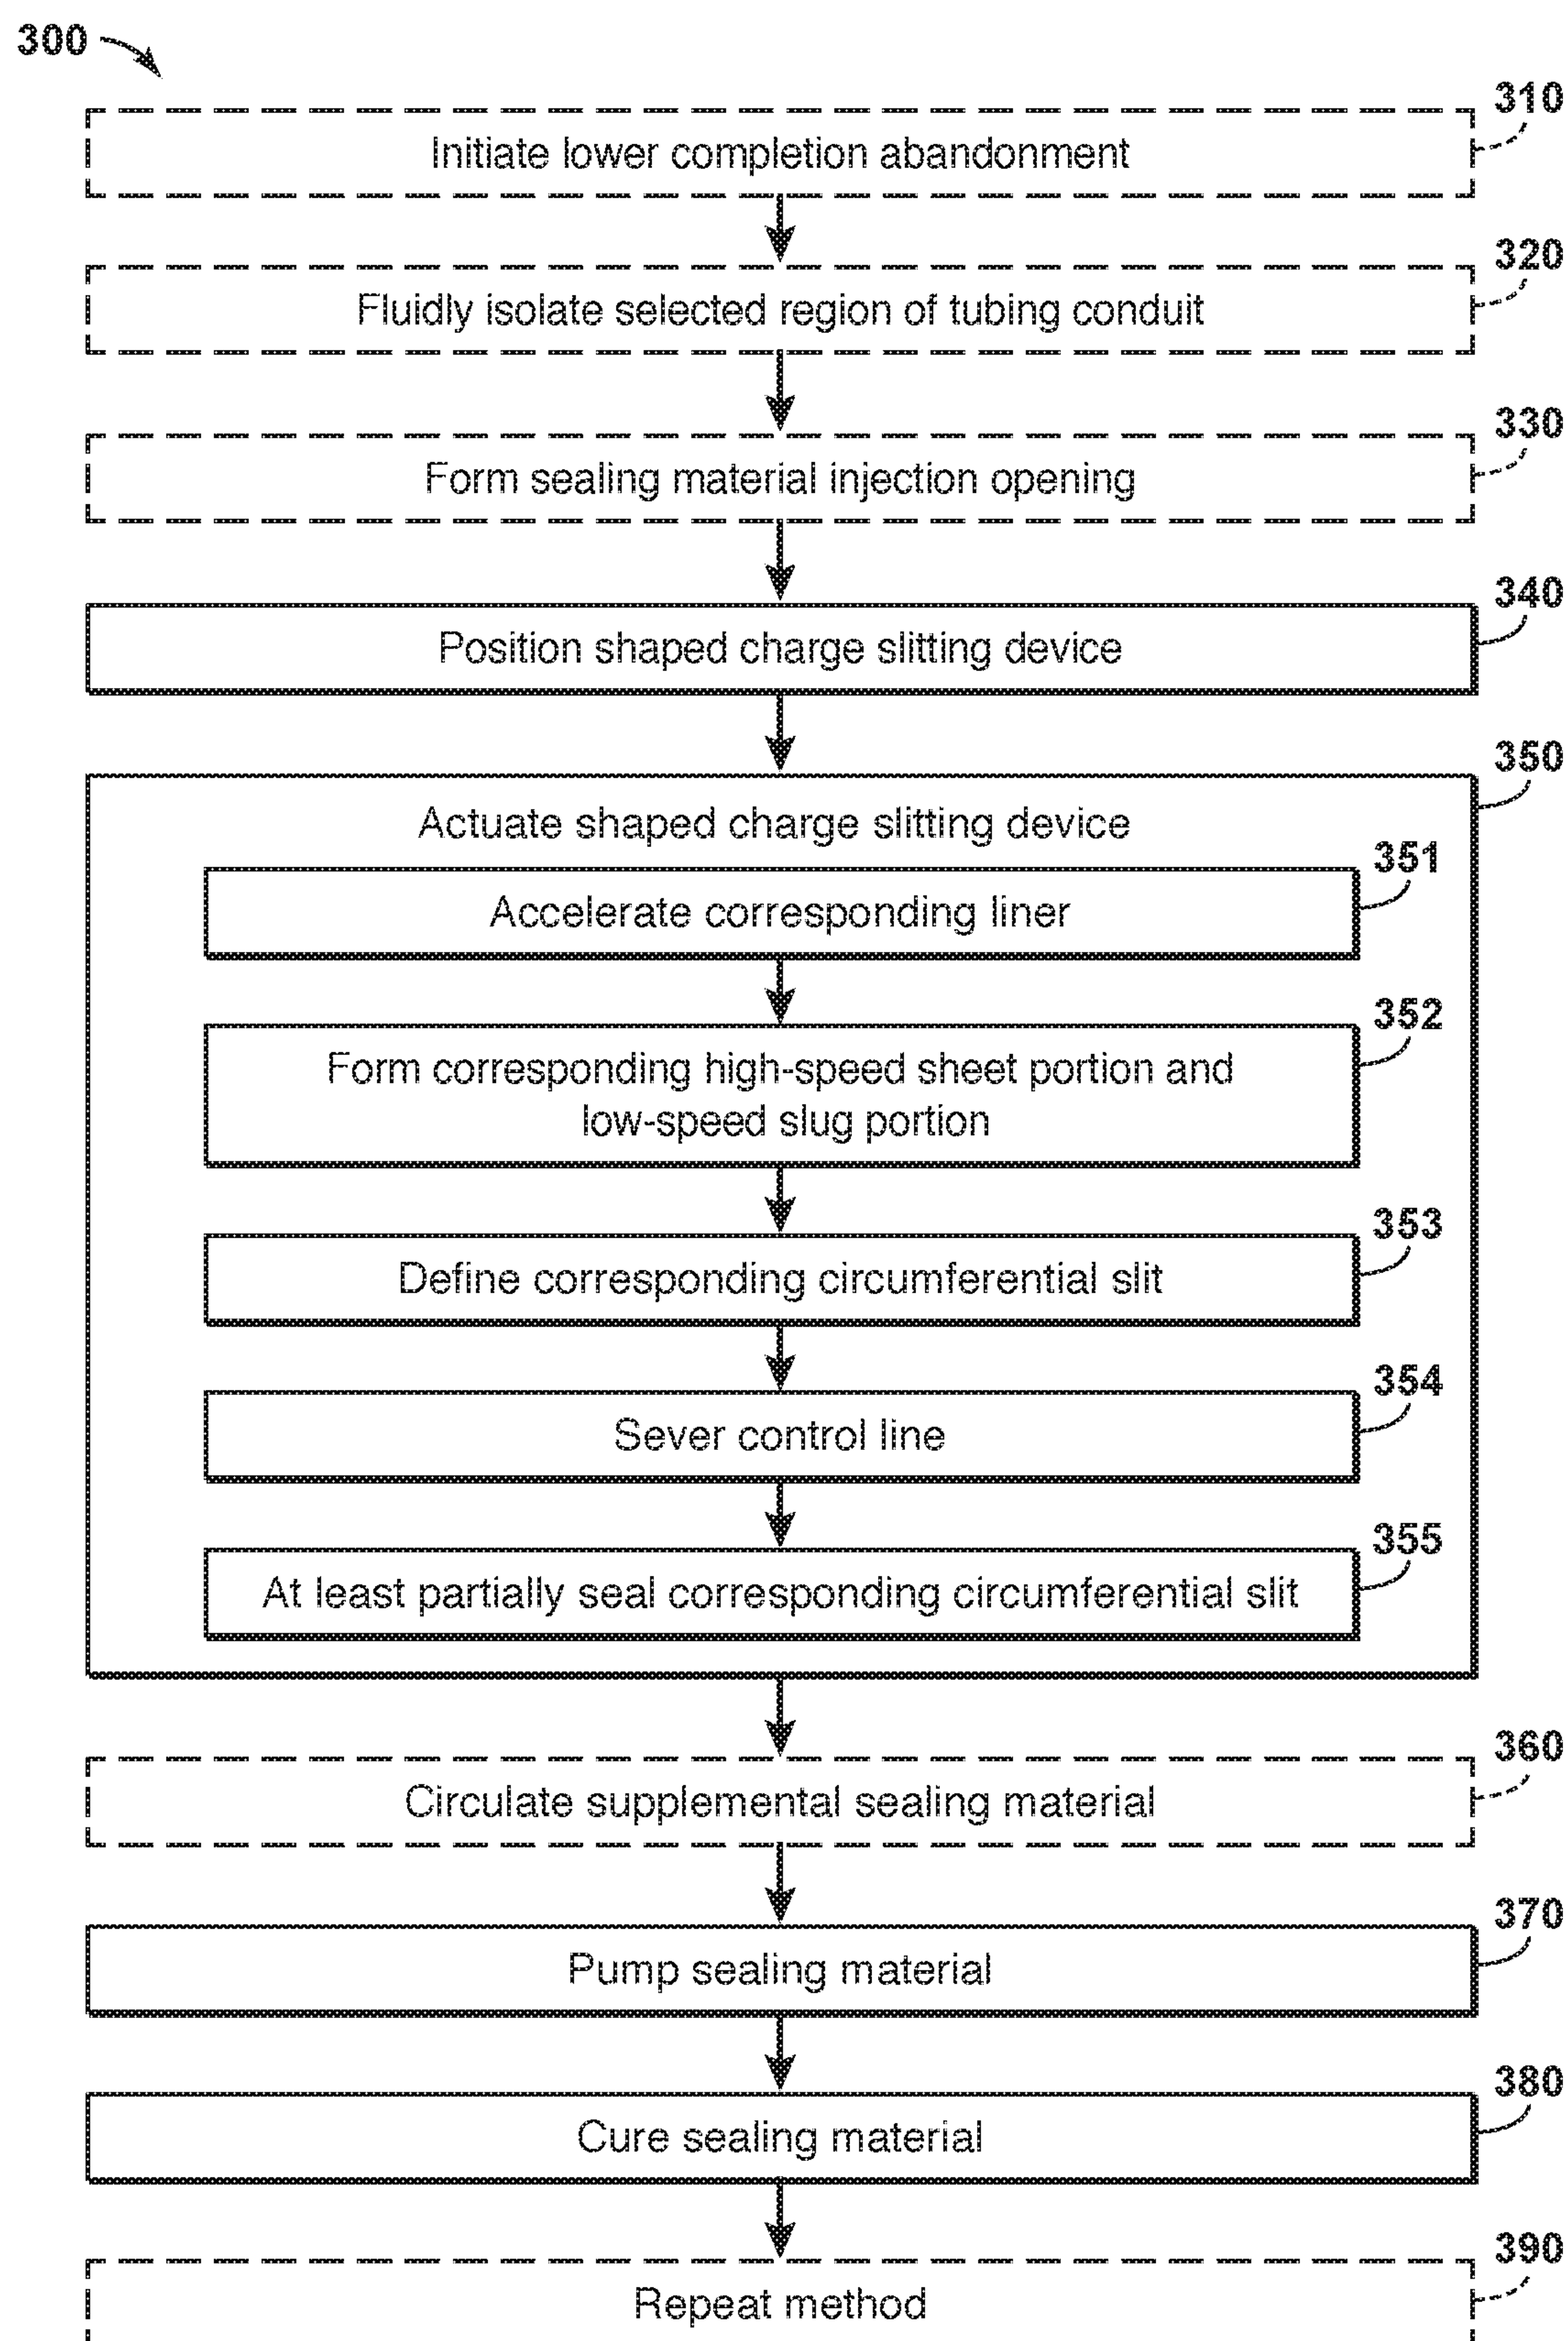 300
310
Initiate lower completion abandonment
320
Fluidly isolate selected region of tubing conduit
330
Form sealing material injection opening
340
Position shaped charge slitting device
350
Actuate shaped charge slitting device
351
Accelerate corresponding liner
352
Form corresponding high-speed sheet portion and
low-speed slug portion
353
Define corresponding circumferential slit
354
Sever control line
355
At least partially seal corresponding circumferential slit
360
Circulate supplemental sealing material
370
Pump sealing material
380
Cure sealing material
390
Repeat method